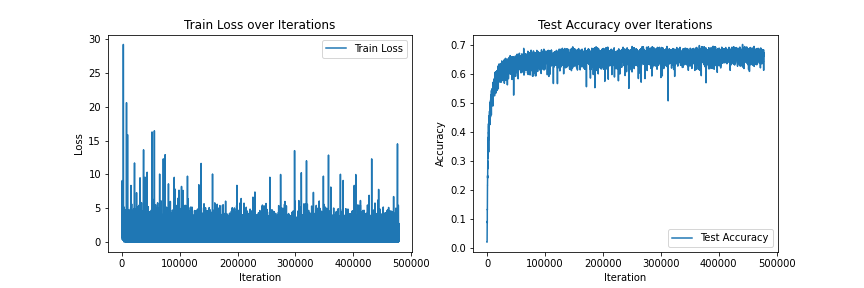 Train Loss over Iterations
30
25
20
15
10
5
0
Loss
Train Loss
0 100000 200000 300000 400000 500000
Iteration
Test Accuracy over Iterations
0.7
0.6
0.5
0.4
0.3
0.2
0.1
0.0
Accuracy
Test Accuracy
0 100000 200000 300000 400000 500000
Iteration